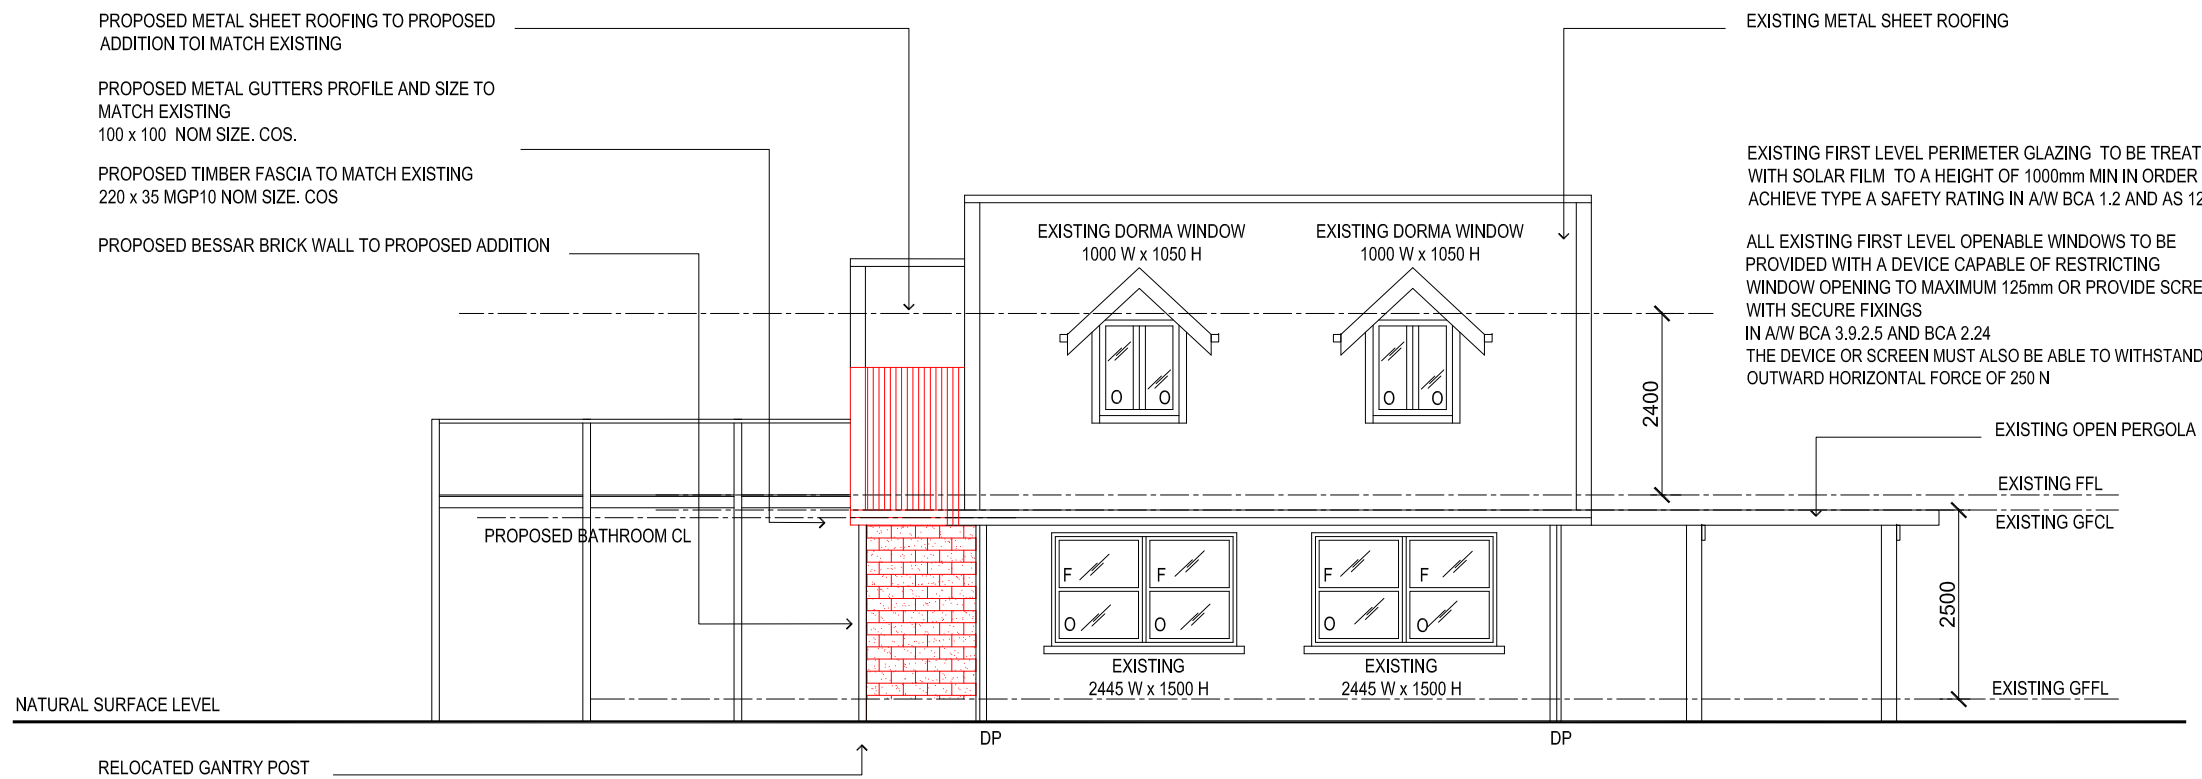 PROPOSED METAL SHEET ROOFING TO PROPOSED
ADDITION TOI MATCH EXISTING
PROPOSED METAL GUTTERS PROFILE AND SIZE TO
MATCH EXISTING
100 x 100 NOM SIZE. COS.
PROPOSED TIMBER FASCIA TO MATCH EXISTING
220 x 35 MGP10 NOM SIZE. COS
PROPOSED BESSAR BRICK WALL TO PROPOSED ADDITION
EXISTING METAL SHEET ROOFING
EXISTING FIRST LEVEL PERIMETER GLAZING TO BE TREAT
WITH SOLAR FILM TO A HEIGHT OF 1000mm MIN IN ORDER
ACHIEVE TYPE A SAFETY RATING IN A/W BCA 1.2 AND AS 12
ALL EXISTING FIRST LEVEL OPENABLE WINDOWS TO BE
PROVIDED WITH A DEVICE CAPABLE OF RESTRICTING
WINDOW OPENING TO MAXIMUM 125mm OR PROVIDE SCRE
WITH SECURE FIXINGS
IN A/W BCA 3.9.2.5 AND BCA 2.24
THE DEVICE OR SCREEN MUST ALSO BE ABLE TO WITHSTAND
OUTWARD HORIZONTAL FORCE OF 250 N
EXISTING DORMA WINDOW
1000 W x 1050 H
EXISTING DORMA WINDOW
1000 W x 1050 H
O O
O O
2400
EXISTING OPEN PERGOLA
EXISTING FFL
EXISTING GFCL
PROPOSED BATHROOM CL
F F
O O
F F
O O
EXISTING
2445 W x 1500 H
EXISTING
2445 W x 1500 H
2500
EXISTING GFFL
NATURAL SURFACE LEVEL
DP
DP
RELOCATED GANTRY POST